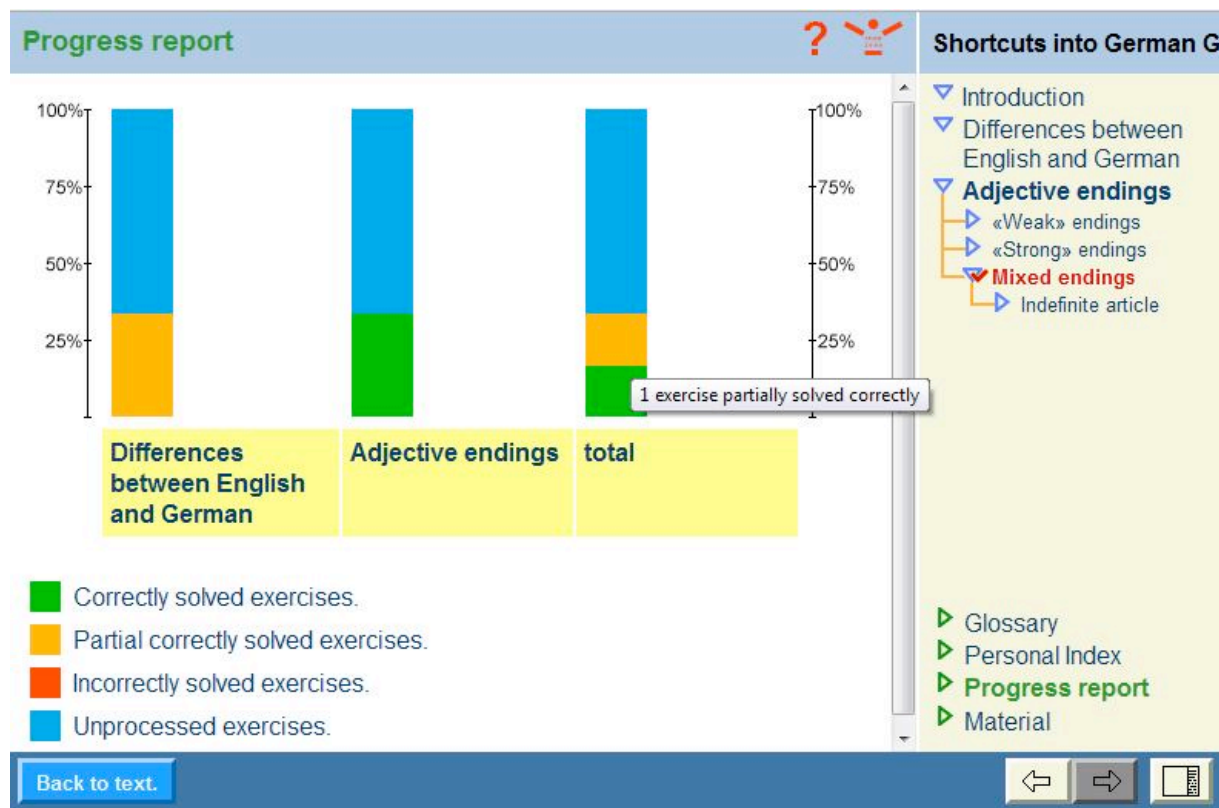 Progress report
?
Shortcuts into German G
100%
75%
50%
25%
100%
75%
50%
25%
1 exercise partially solved correctly
Differences
between English
and German
Adjective endings
total
Correctly solved exercises.
Partial correctly solved exercises.
Incorrectly solved exercises.
Unprocessed exercises.
Introduction
Differences between
English and German
Adjective endings
«Weak» endings
«Strong» endings
Mixed endings
Indefinite article
Glossary
Personal Index
Progress report
Material
Back to text.